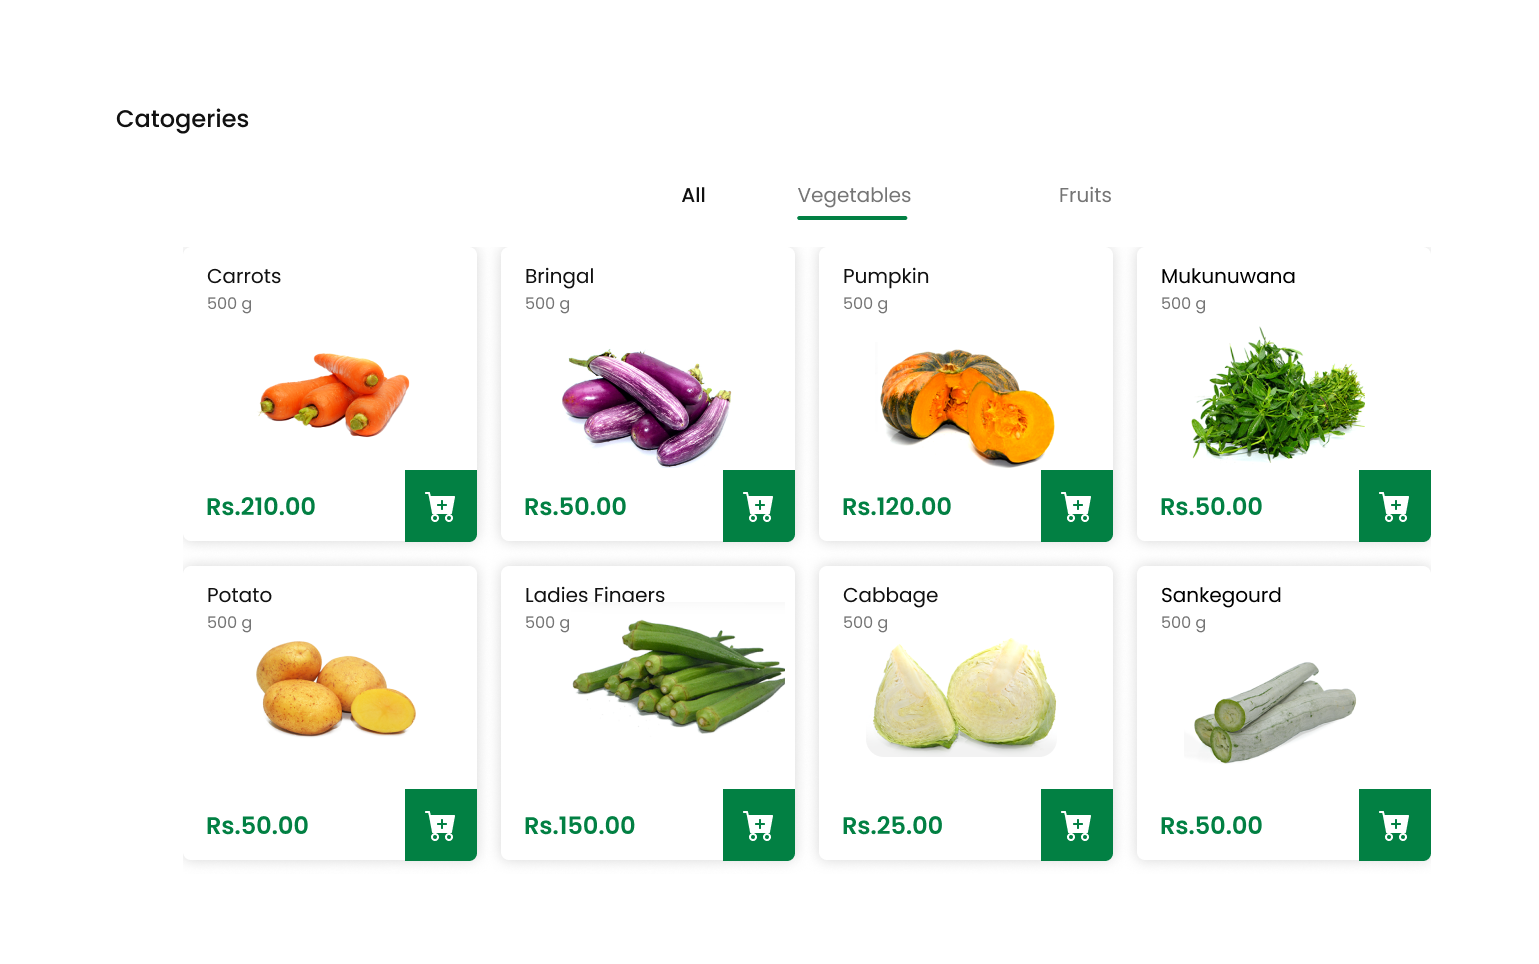 Catogeries
All Vegetables Fruits
Carrots
500 g
Rs.210.00
Bringal
500 g
Rs.50.00
Pumpkin
500 g
Rs.120.00
Mukunuwana
500 g
Rs.50.00
Potato
500 g
Rs.50.00
Ladies Fingers
500 g
Rs.150.00
Cabbage
500 g
Rs.25.00
Sankegourd
500 g
Rs.50.00